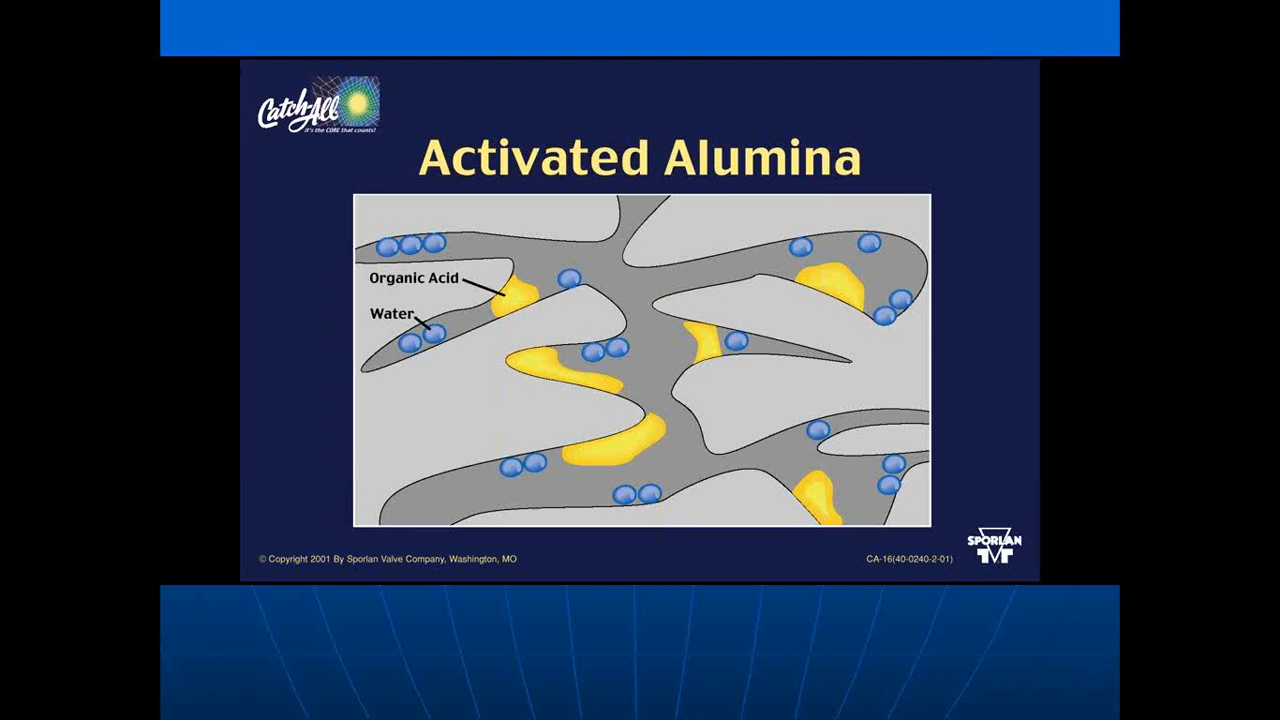 Catch-All
it's the CORE that counts!
Activated Alumina
Organic Acid
Water
© Copyright 2001 By Sporlan Valve Company, Washington, MO
CA-16(40-0240-2-01)
SPORLAN